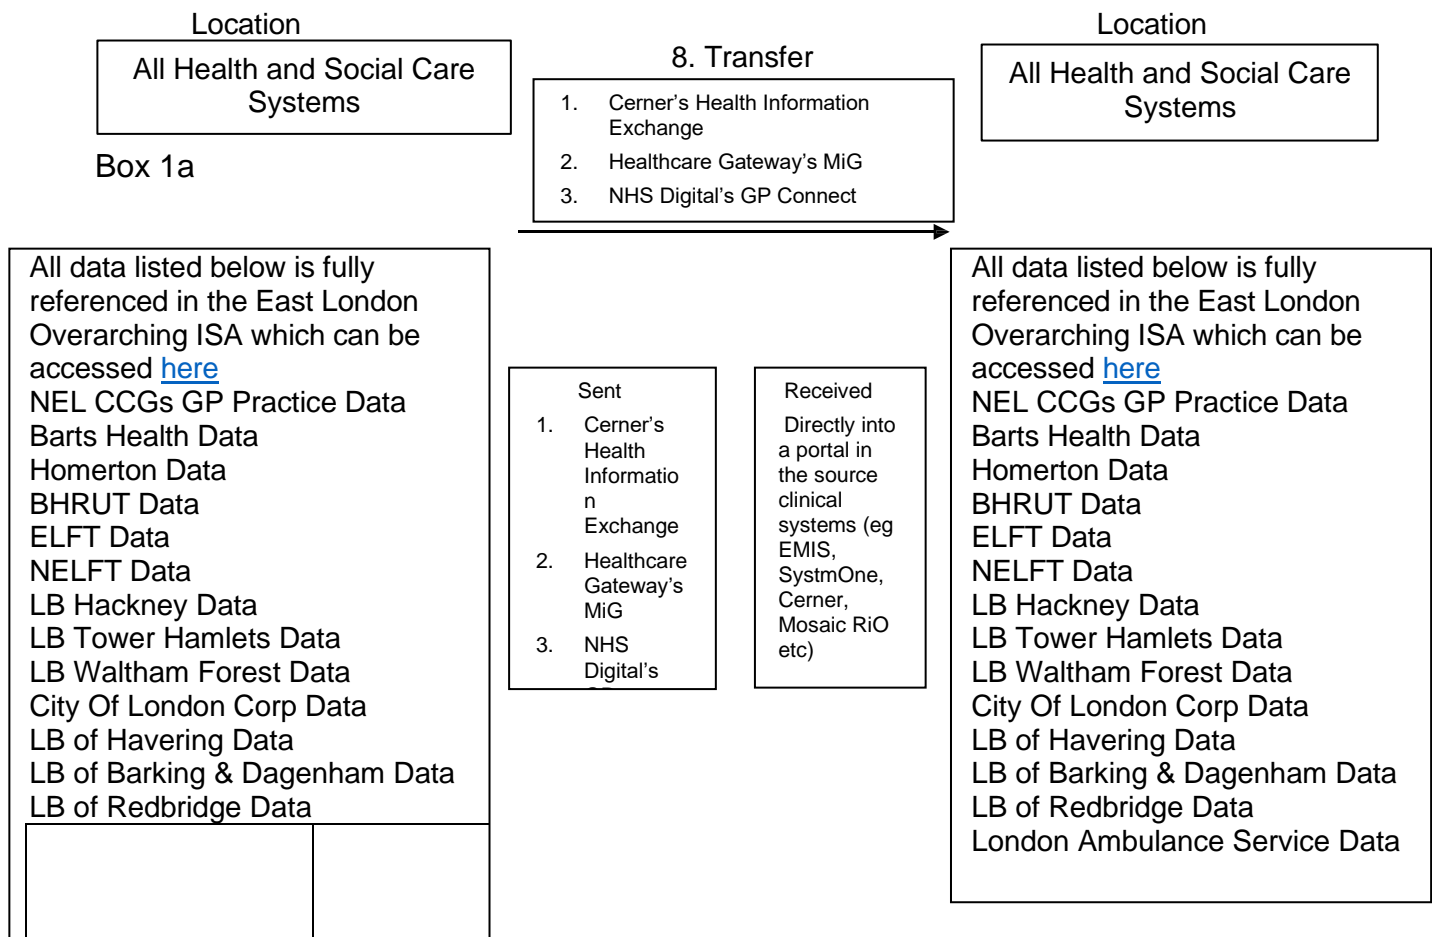 Location
All Health and Social Care
Systems
Box 1a
8. Transfer
1. Cerner's Health Information
Exchange
2. Healthcare Gateway's MiG
3. NHS Digital's GP Connect
Location
All Health and Social Care
Systems
All data listed below is fully
referenced in the East London
Overarching ISA which can be
accessed here
NEL CCGs GP Practice Data
Barts Health Data
Homerton Data
BHRUT Data
ELFT Data
NELFT Data
LB Hackney Data
LB Tower Hamlets Data
LB Waltham Forest Data
City Of London Corp Data
LB of Havering Data
LB of Barking & Dagenham Data
LB of Redbridge Data
Sent
1. Cerner's
Health
Informatio
n
Exchange
2. Healthcare
Gateway's
MiG
3. NHS
Digital's
Received
Directly into
a portal in
the source
clinical
systems (eg
EMIS,
SystmOne,
Cerner,
Mosaic RiO
etc)
All data listed below is fully
referenced in the East London
Overarching ISA which can be
accessed here
NEL CCGs GP Practice Data
Barts Health Data
Homerton Data
BHRUT Data
ELFT Data
NELFT Data
LB Hackney Data
LB Tower Hamlets Data
LB Waltham Forest Data
City Of London Corp Data
LB of Havering Data
LB of Barking & Dagenham Data
LB of Redbridge Data
London Ambulance Service Data